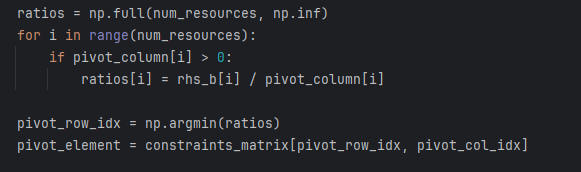 ratios = np.full(num_resources, np.inf)
for i in range(num_resources):
    if pivot_column[i] > 0:
        ratios[i] = rhs_b[i] / pivot_column[i]

pivot_row_idx = np.argmin(ratios)
pivot_element = constraints_matrix[pivot_row_idx, pivot_col_idx]